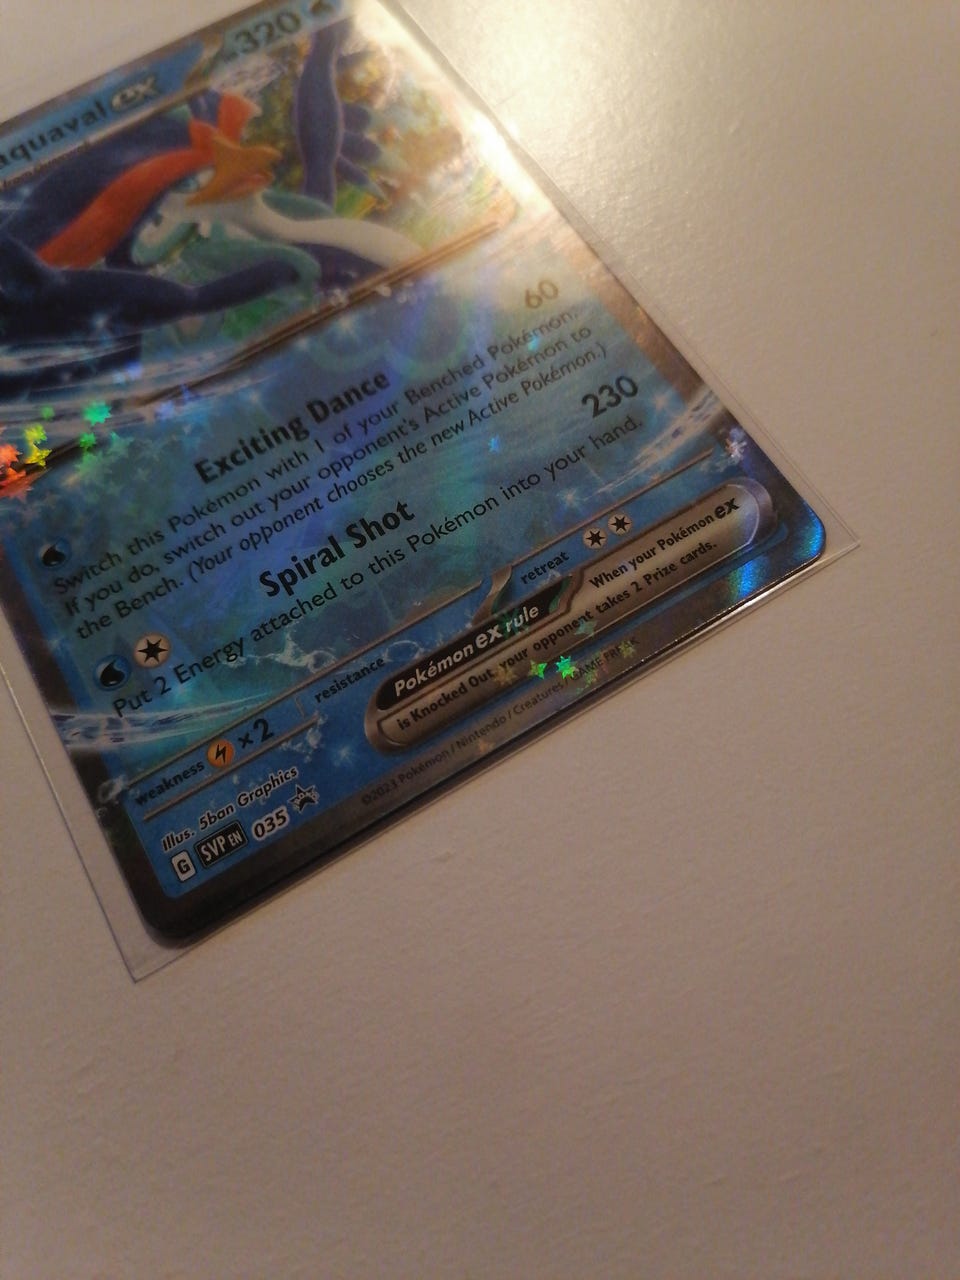 320
aquaval ex
Exciting Dance 60
Switch this Pokémon with 1 of your Benched Pokémon.
If you do, switch out your opponent's Active Pokémon to
the Bench. (Your opponent chooses the new Active Pokémon.)
Spiral Shot 230
Put 2 Energy attached to this Pokémon into your hand.
weakness ×2 resistance retreat
Pokémon ex rule When your Pokémon ex
is Knocked Out, your opponent takes 2 Prize cards.
Illus. 5ban Graphics
G SVP EN 035 ©2023 Pokémon / Nintendo / Creatures / GAME FREAK